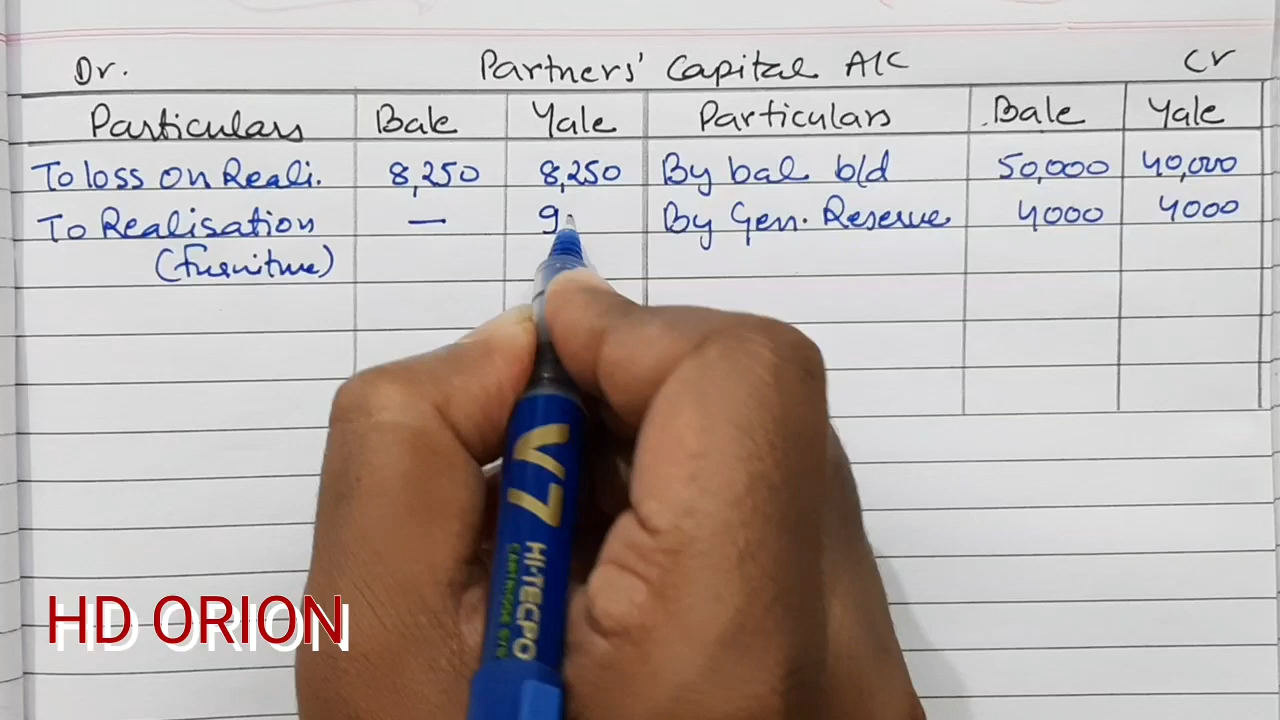 Dr. Partners' Capital A/C Cr
Particulars Bale Yale Particulars Bale Yale
To loss on Reali. 8,250 8,250 By bal b/d 50,000 40,000
To Realisation — 9 By Gen. Reserve 4000 4000
(furniture)
V7
HI-TECPO
HD ORION